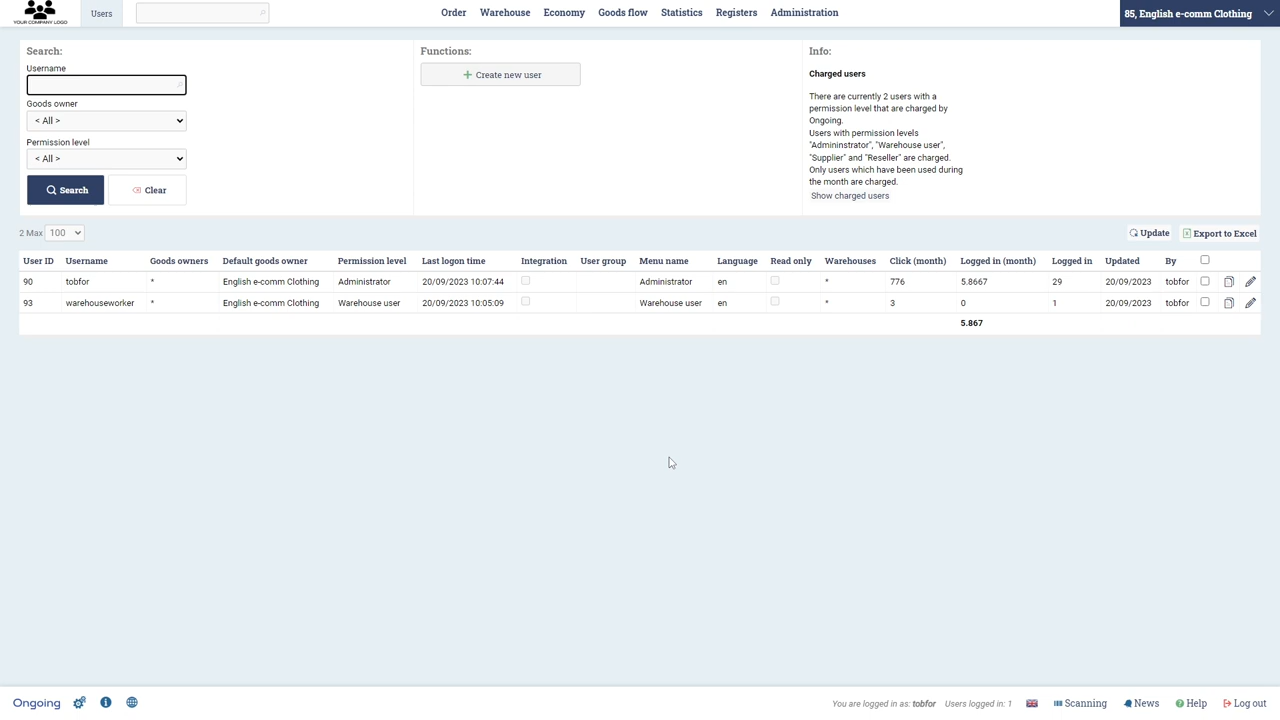 YOUR COMPANY LOGO
Users
Order Warehouse Economy Goods flow Statistics Registers Administration
85, English e-comm Clothing
Search:
Username
Goods owner
< All >
Permission level
< All >
Search Clear
Functions:
Create new user
Info:
Charged users
There are currently 2 users with a
permission level that are charged by
Ongoing.
Users with permission levels
"Admininstrator", "Warehouse user",
"Supplier" and "Reseller" are charged.
Only users which have been used during
the month are charged.
Show charged users
2 Max 100
Update Export to Excel
User ID Username Goods owners Default goods owner Permission level Last logon time Integration User group Menu name Language Read only Warehouses Click (month) Logged in (month) Logged in Updated By
90 tobfor * English e-comm Clothing Administrator 20/09/2023 10:07:44 Administrator en * 776 5.8667 29 20/09/2023 tobfor
93 warehouseworker * English e-comm Clothing Warehouse user 20/09/2023 10:05:09 Warehouse user en * 3 0 1 20/09/2023 tobfor
5.867
Ongoing
You are logged in as: tobfor Users logged in: 1 Scanning News Help Log out